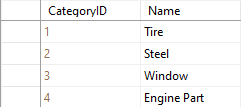 CategoryID Name
1 Tire
2 Steel
3 Window
4 Engine Part